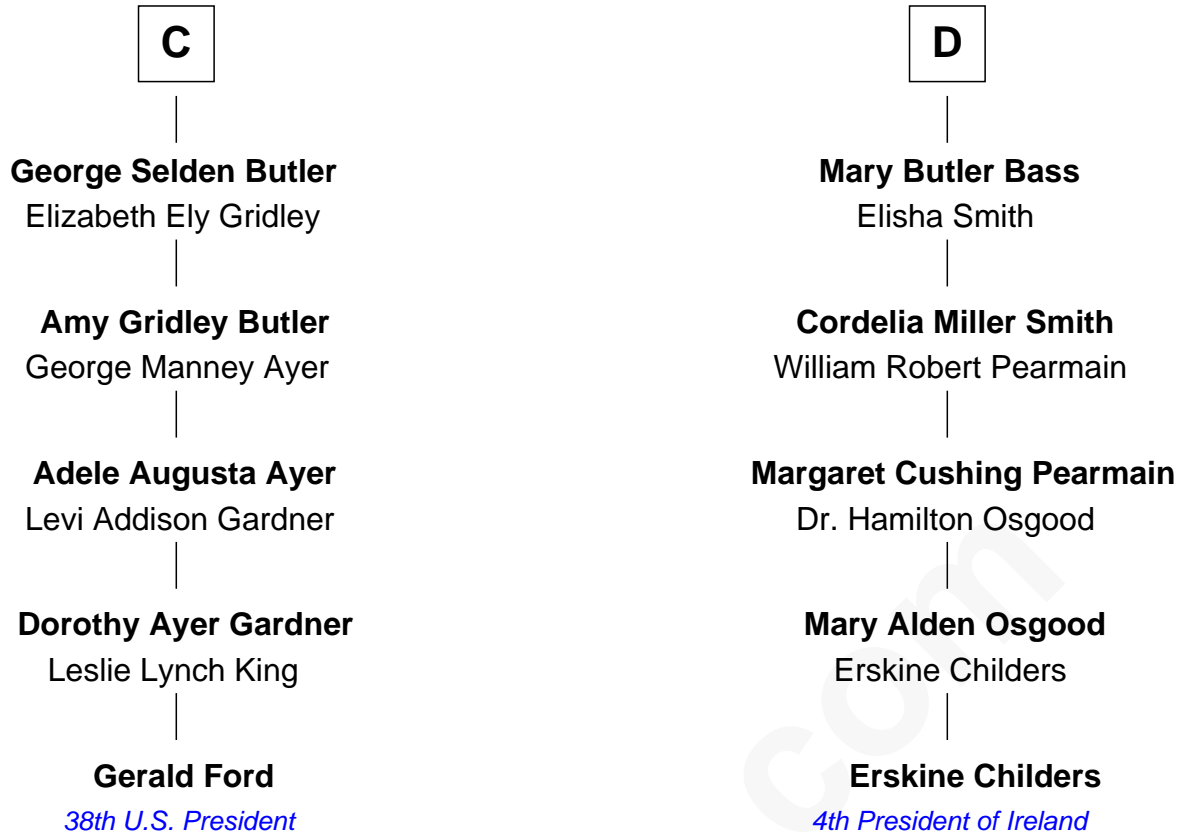 C
George Selden Butler
Elizabeth Ely Gridley
Amy Gridley Butler
George Manney Ayer
Adele Augusta Ayer
Levi Addison Gardner
Dorothy Ayer Gardner
Leslie Lynch King
Gerald Ford
38th U.S. President
D
Mary Butler Bass
Elisha Smith
Cordelia Miller Smith
William Robert Pearmain
Margaret Cushing Pearmain
Dr. Hamilton Osgood
Mary Alden Osgood
Erskine Childers
Erskine Childers
4th President of Ireland
com